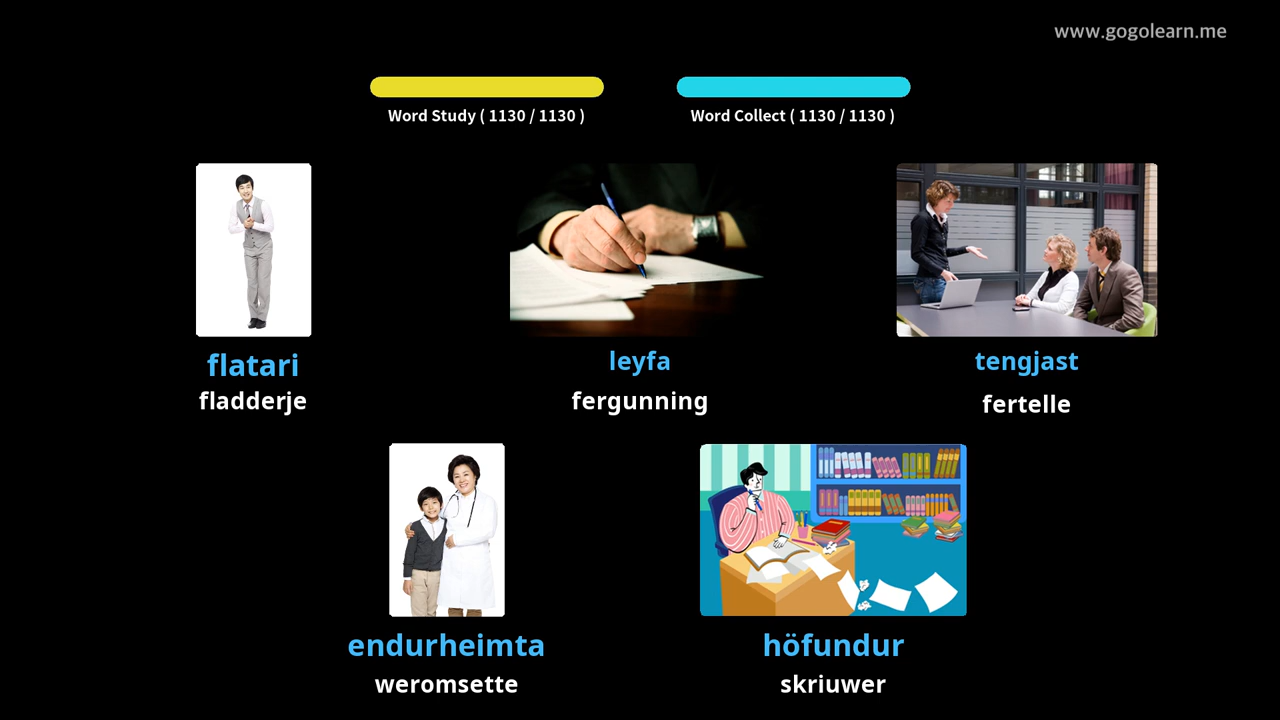 www.gogolearn.me
Word Study ( 1130 / 1130 )
Word Collect ( 1130 / 1130 )
flatari
fladderje
leyfa
fergunning
tengjast
fertelle
endurheimta
weromsette
höfundur
skriuwer